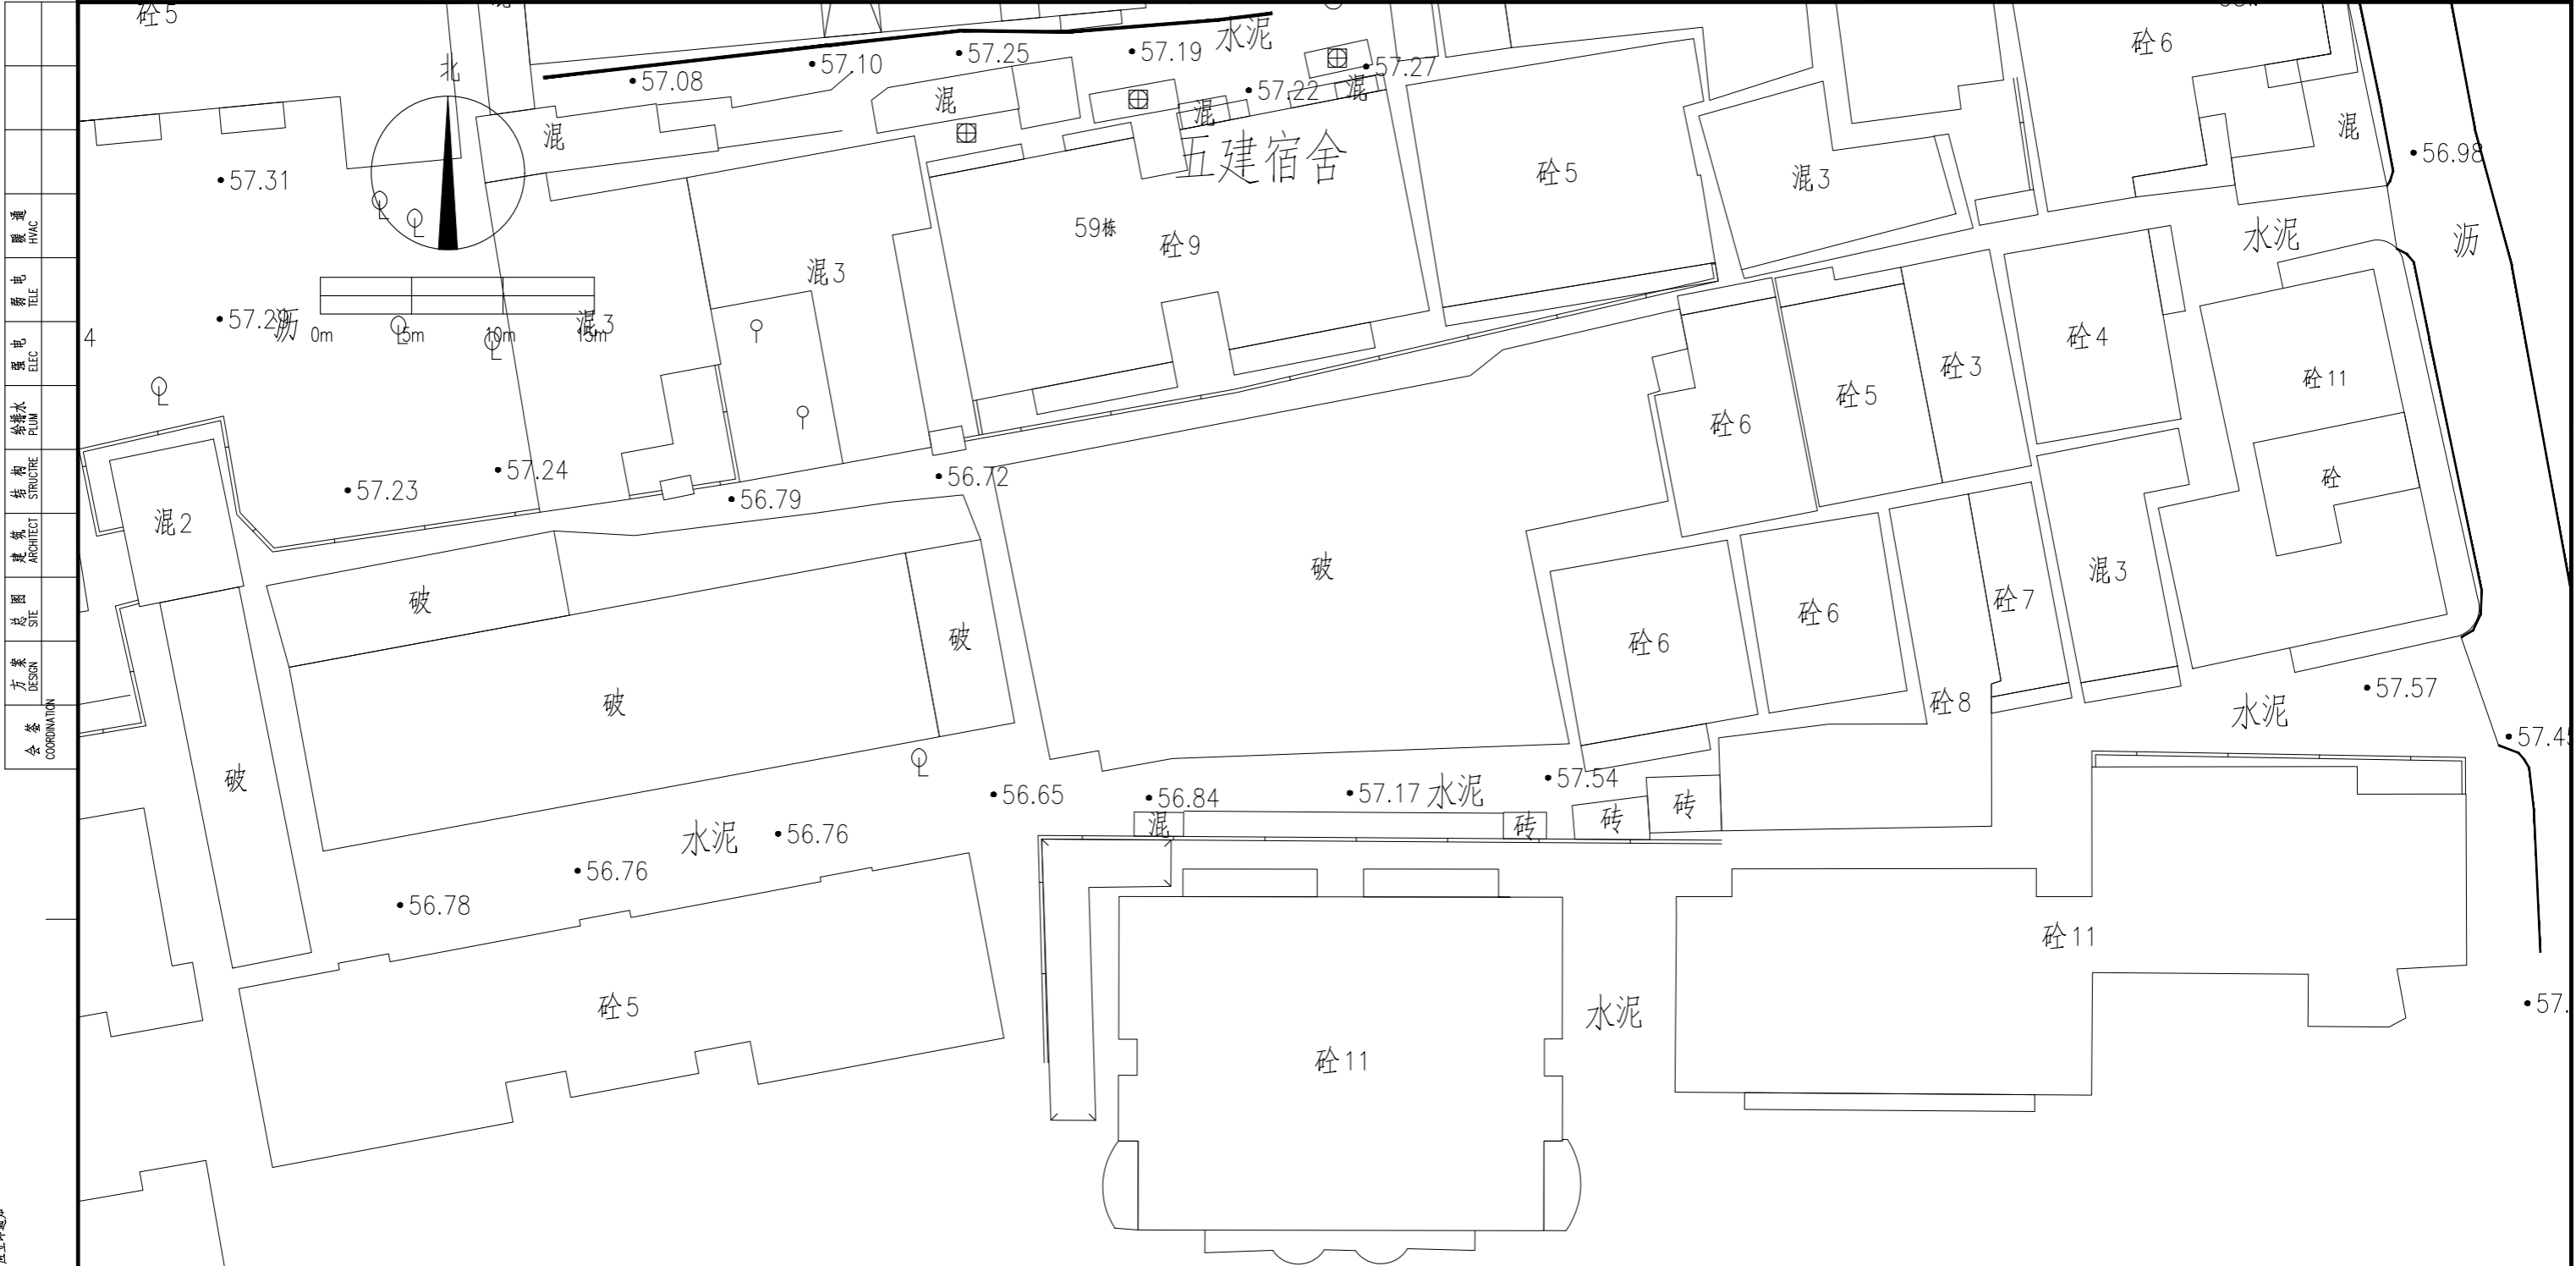 砼5
水泥
57.25
57.19
57.10
57.08
57.27
57.22
砼6
北
混
混
混
混
混
56.98
五建宿舍
57.31
砼5
混3
59栋
砼9
水泥
沥
混3
暖通
HVAC
弱电
TELE
强电
ELEC
给排水
PLUM
结构
STRUCTRE
建筑
ARCHITECT
总图
SITE
方案
DESIGN
会签
COORDINATION
57.29
沥
混3
0m
5m
10m
15m
4
砼4
砼3
砼11
砼5
砼6
砼
57.24
57.23
56.72
56.79
混2
破
混3
破
砼7
砼6
砼6
破
破
砼8
57.57
水泥
破
56.65
56.84
57.17
水泥
57.54
砖
砖
砖
混
水泥
56.76
56.76
56.78
砼11
砼5
水泥
砼11